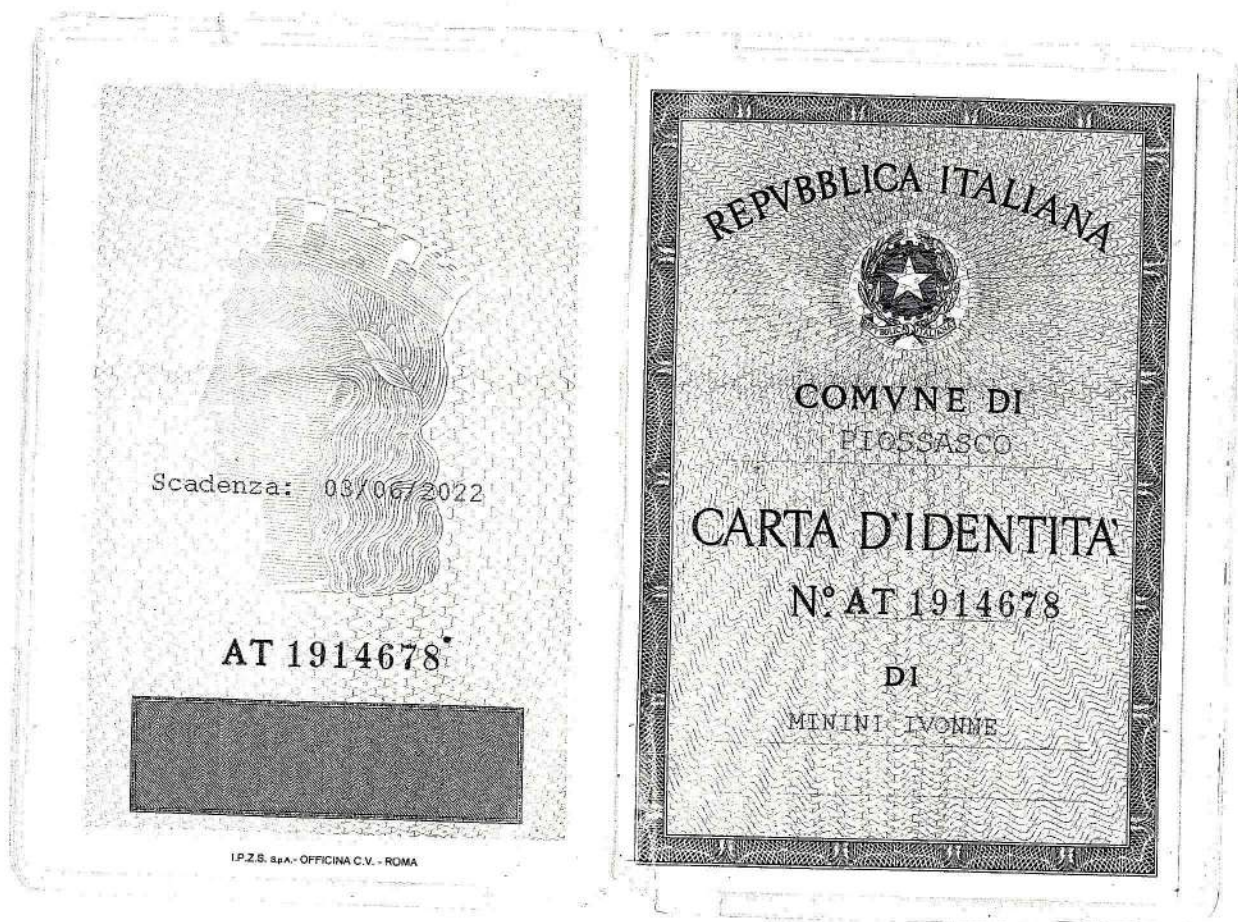 Scadenza: 03/06/2022
AT 1914678
I.P.Z.S. S.p.A. - OFFICINA C.V. - ROMA
REPVBBLICA ITALIANA
COMVNE DI
PIOSSASCO
CARTA D'IDENTITÀ
N° AT 1914678
DI
MININI IVONNE